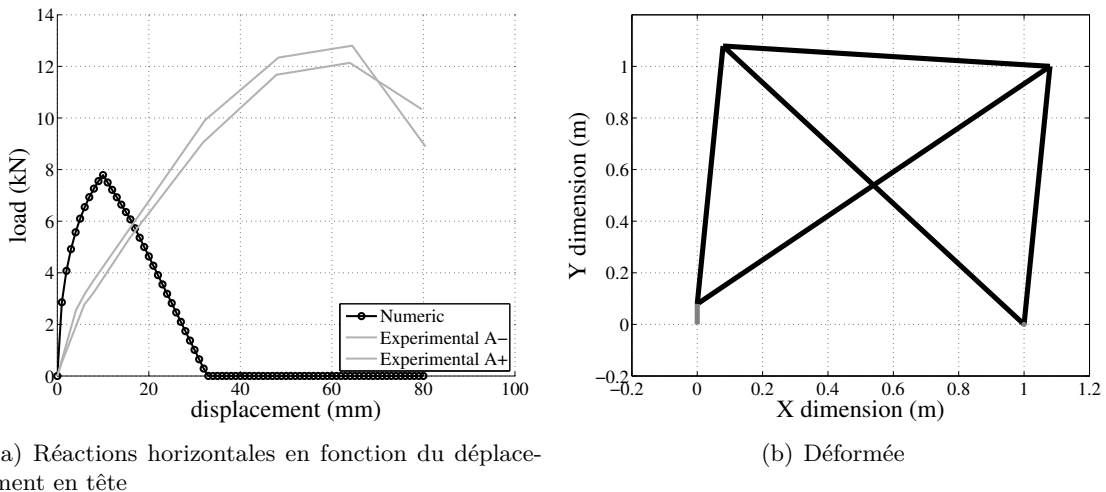 14
12
10
8
6
4
2
0
load (kN)
0 20 40 60 80 100
displacement (mm)
Numeric
Experimental A−
Experimental A+
a) Réactions horizontales en fonction du déplace-
ment en tête
1
0.8
0.6
0.4
0.2
0
−0.2
Y dimension (m)
0 0.2 0.4 0.6 0.8 1 1.2
X dimension (m)
(b) Déformée